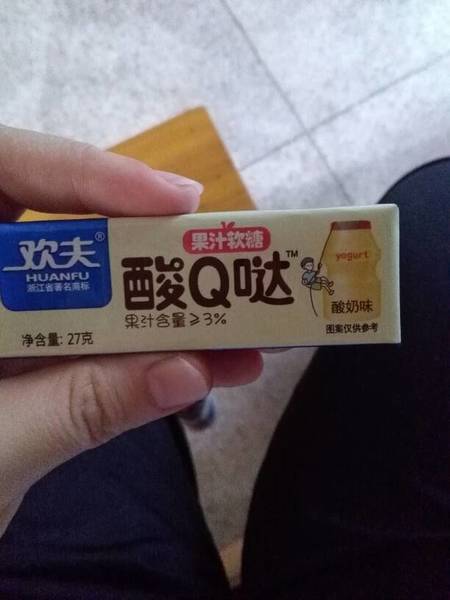 欢夫®
HUANFU
浙江省著名商标
净含量: 27克
果汁软糖
酸Q哒™
果汁含量≥3%
yogurt
酸奶味
图案仅供参考